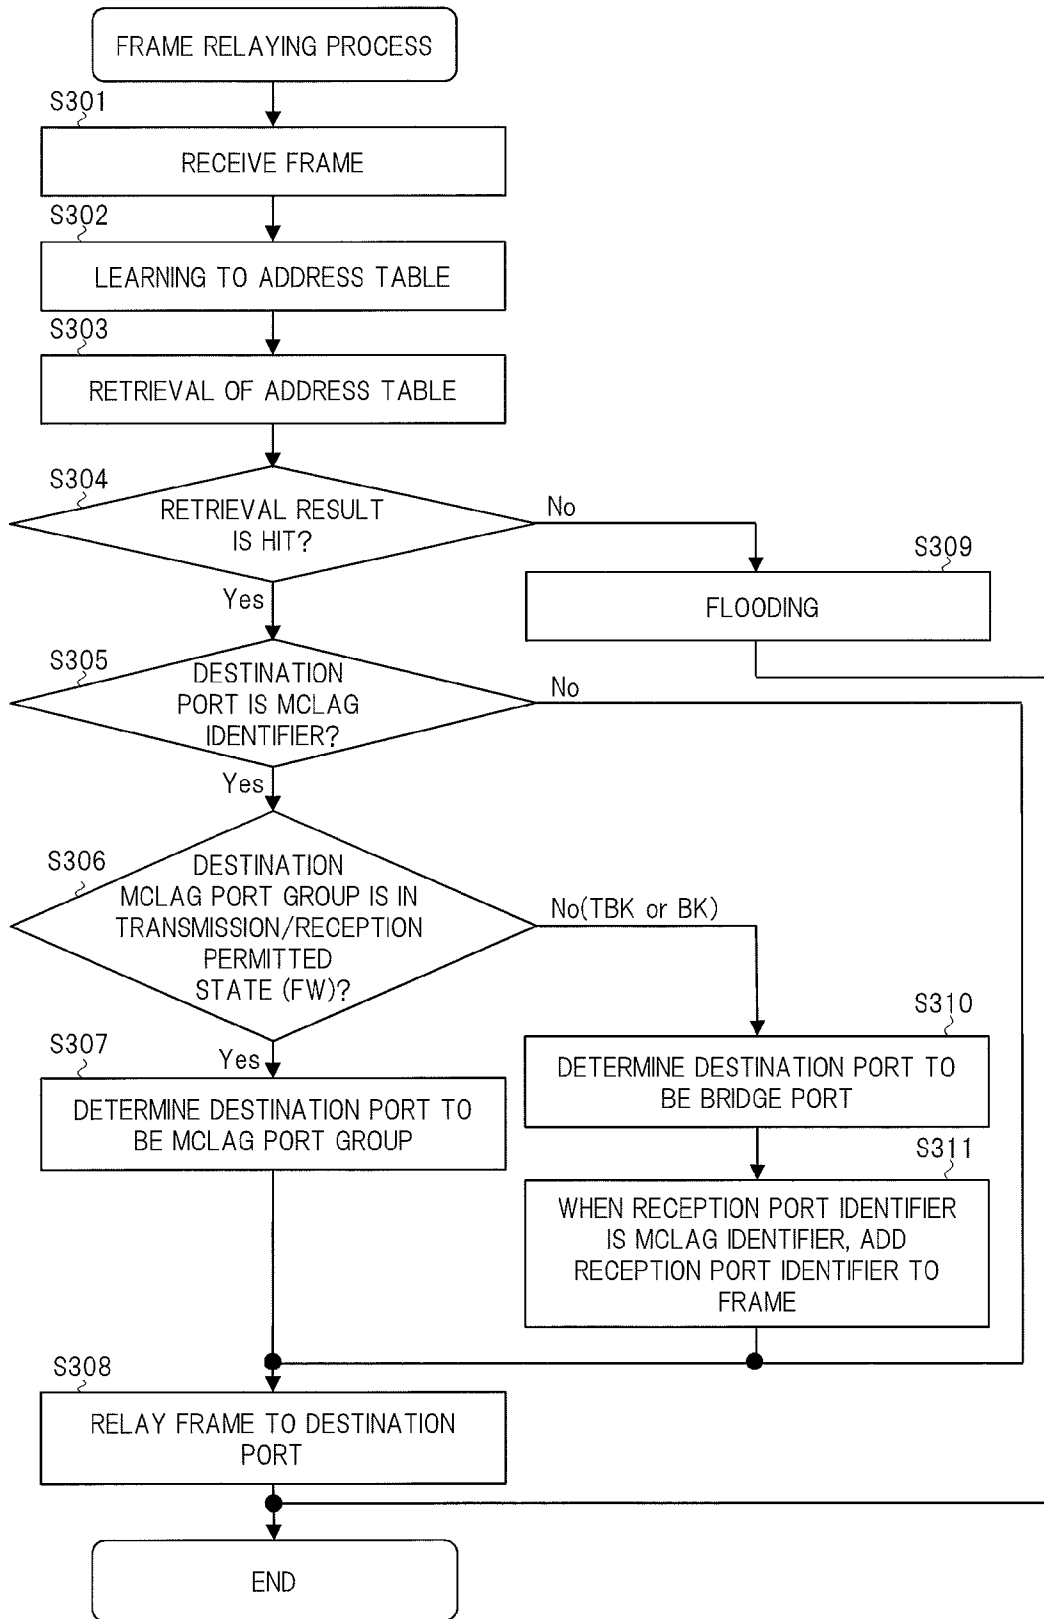 FRAME RELAYING PROCESS
S301
RECEIVE FRAME
S302
LEARNING TO ADDRESS TABLE
S303
RETRIEVAL OF ADDRESS TABLE
S304
RETRIEVAL RESULT
IS HIT?
No
Yes
S309
FLOODING
S305
DESTINATION
PORT IS MCLAG
IDENTIFIER?
No
Yes
S306
DESTINATION
MCLAG PORT GROUP IS IN
TRANSMISSION/RECEPTION
PERMITTED
STATE (FW)?
No(TBK or BK)
Yes
S307
DETERMINE DESTINATION PORT TO
BE MCLAG PORT GROUP
S310
DETERMINE DESTINATION PORT TO
BE BRIDGE PORT
S311
WHEN RECEPTION PORT IDENTIFIER
IS MCLAG IDENTIFIER, ADD
RECEPTION PORT IDENTIFIER TO
FRAME
S308
RELAY FRAME TO DESTINATION
PORT
END